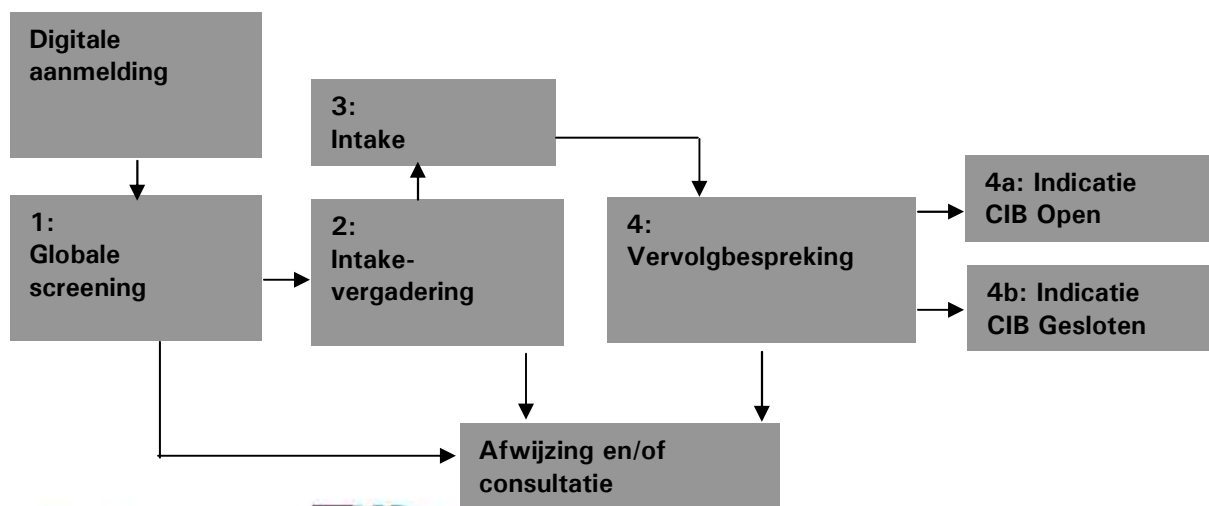 Digitale
aanmelding
1:
Globale
screening
2:
Intake-
vergadering
3:
Intake
4:
Vervolgbespreking
4a: Indicatie
CIB Open
4b: Indicatie
CIB Gesloten
Afwijzing en/of
consultatie